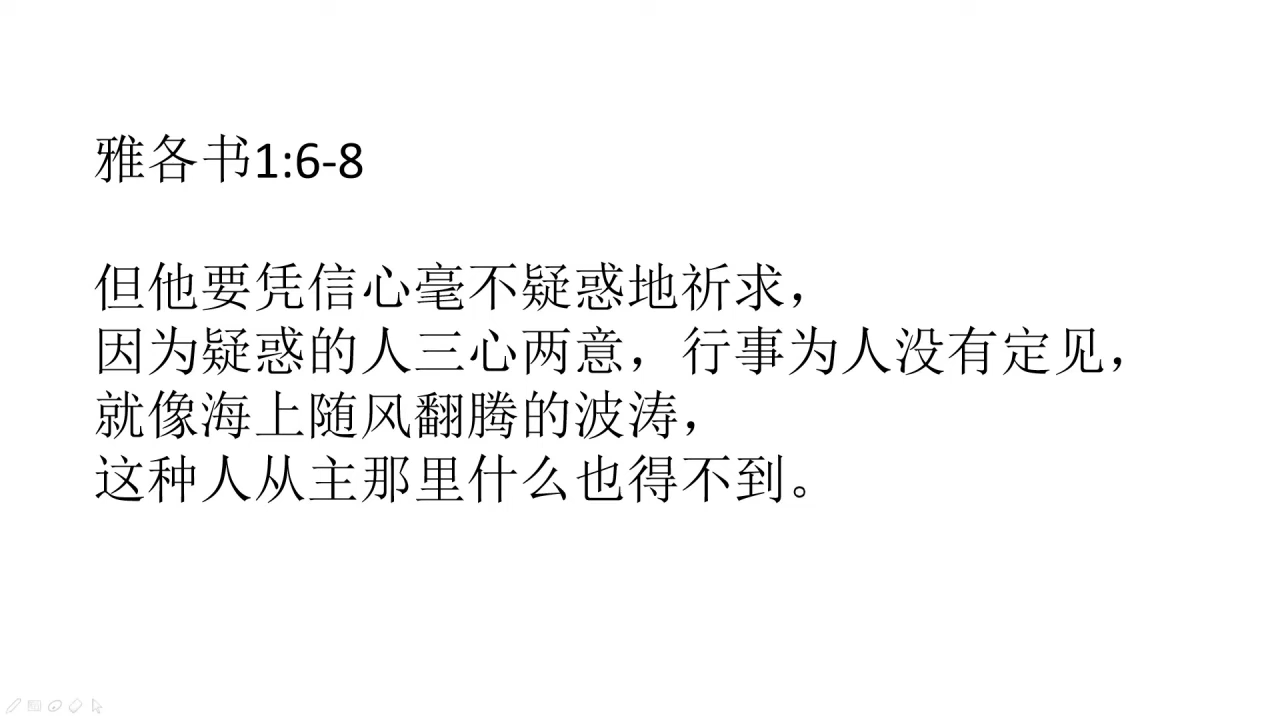 雅各书1:6-8
但他要凭信心毫不疑惑地祈求，
因为疑惑的人三心两意，行事为人没有定见，
就像海上随风翻腾的波涛，
这种人从主那里什么也得不到。